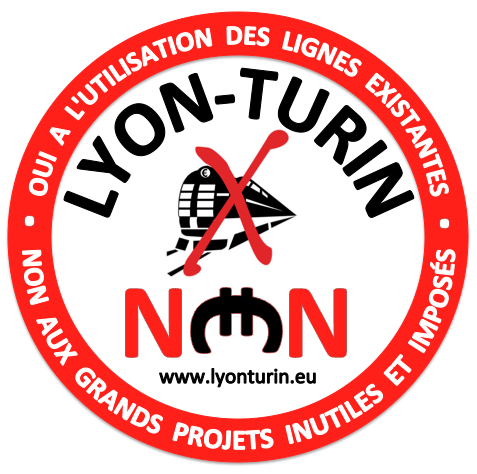 OUI A L'UTILISATION DES LIGNES EXISTANTES
LYON-TURIN
N€N
www.lyonturin.eu
NON AUX GRANDS PROJETS INUTILES ET IMPOSÉS